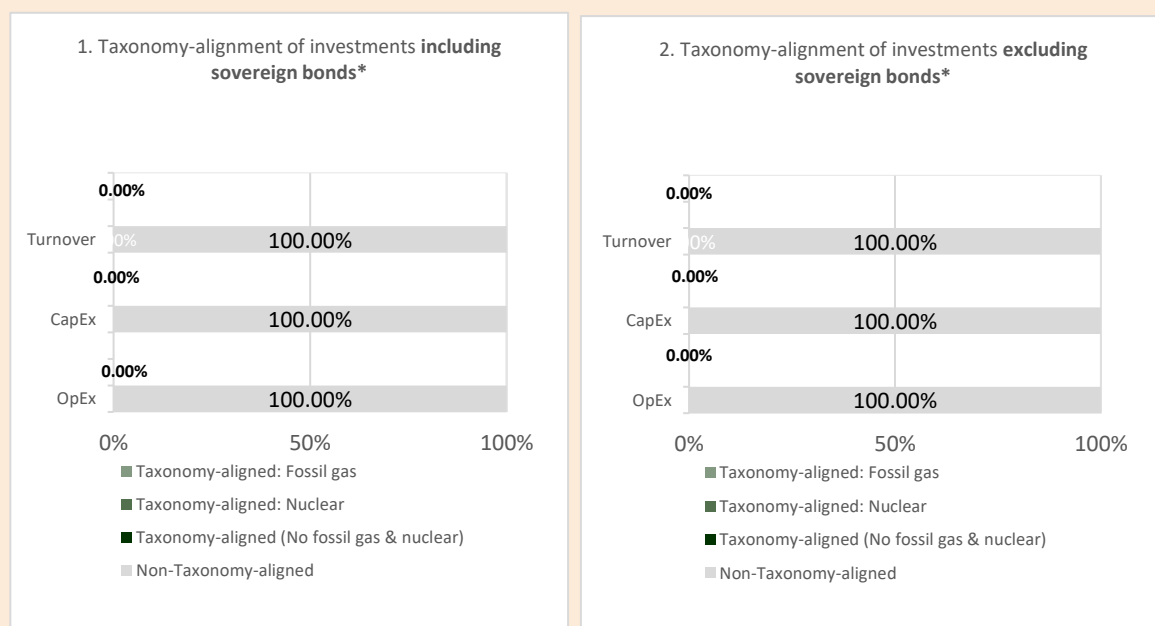 1. Taxonomy-alignment of investments including
sovereign bonds*
0.00%
Turnover 0% 100.00%
0.00%
CapEx 100.00%
0.00%
OpEx 100.00%
0% 50% 100%
Taxonomy-aligned: Fossil gas
Taxonomy-aligned: Nuclear
Taxonomy-aligned (No fossil gas & nuclear)
Non-Taxonomy-aligned
2. Taxonomy-alignment of investments excluding
sovereign bonds*
0.00%
Turnover 00% 100.00%
0.00%
CapEx 100.00%
0.00%
OpEx 100.00%
0% 50% 100%
Taxonomy-aligned: Fossil gas
Taxonomy-aligned: Nuclear
Taxonomy-aligned (No fossil gas & nuclear)
Non-Taxonomy-aligned